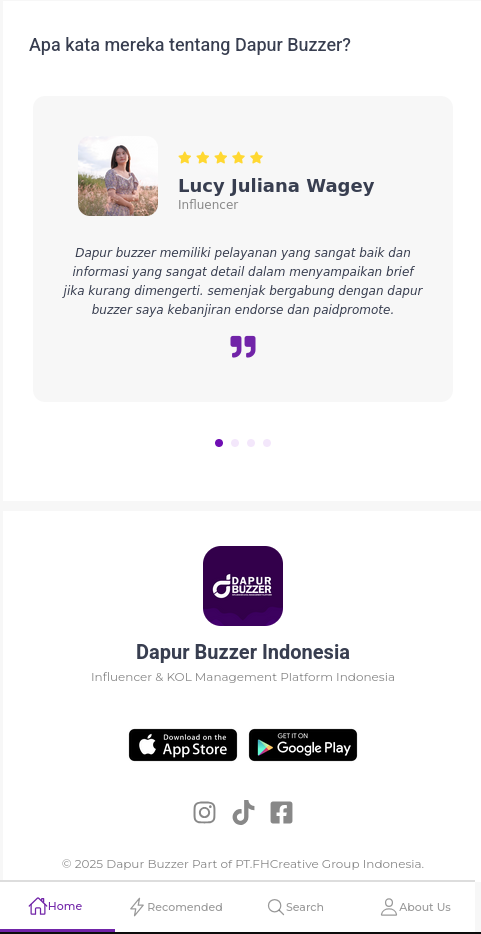 Apa kata mereka tentang Dapur Buzzer?
Lucy Juliana Wagey
Influencer
Dapur buzzer memiliki pelayanan yang sangat baik dan
informasi yang sangat detail dalam menyampaikan brief
jika kurang dimengerti. semenjak bergabung dengan dapur
buzzer saya kebanjiran endorse dan paidpromote.
DAPUR
BUZZER
Dapur Buzzer Indonesia
Influencer & KOL Management Platform Indonesia
Download on the
App Store
GET IT ON
Google Play
© 2025 Dapur Buzzer Part of PT.FHCreative Group Indonesia.
Home
Recomended
Search
About Us